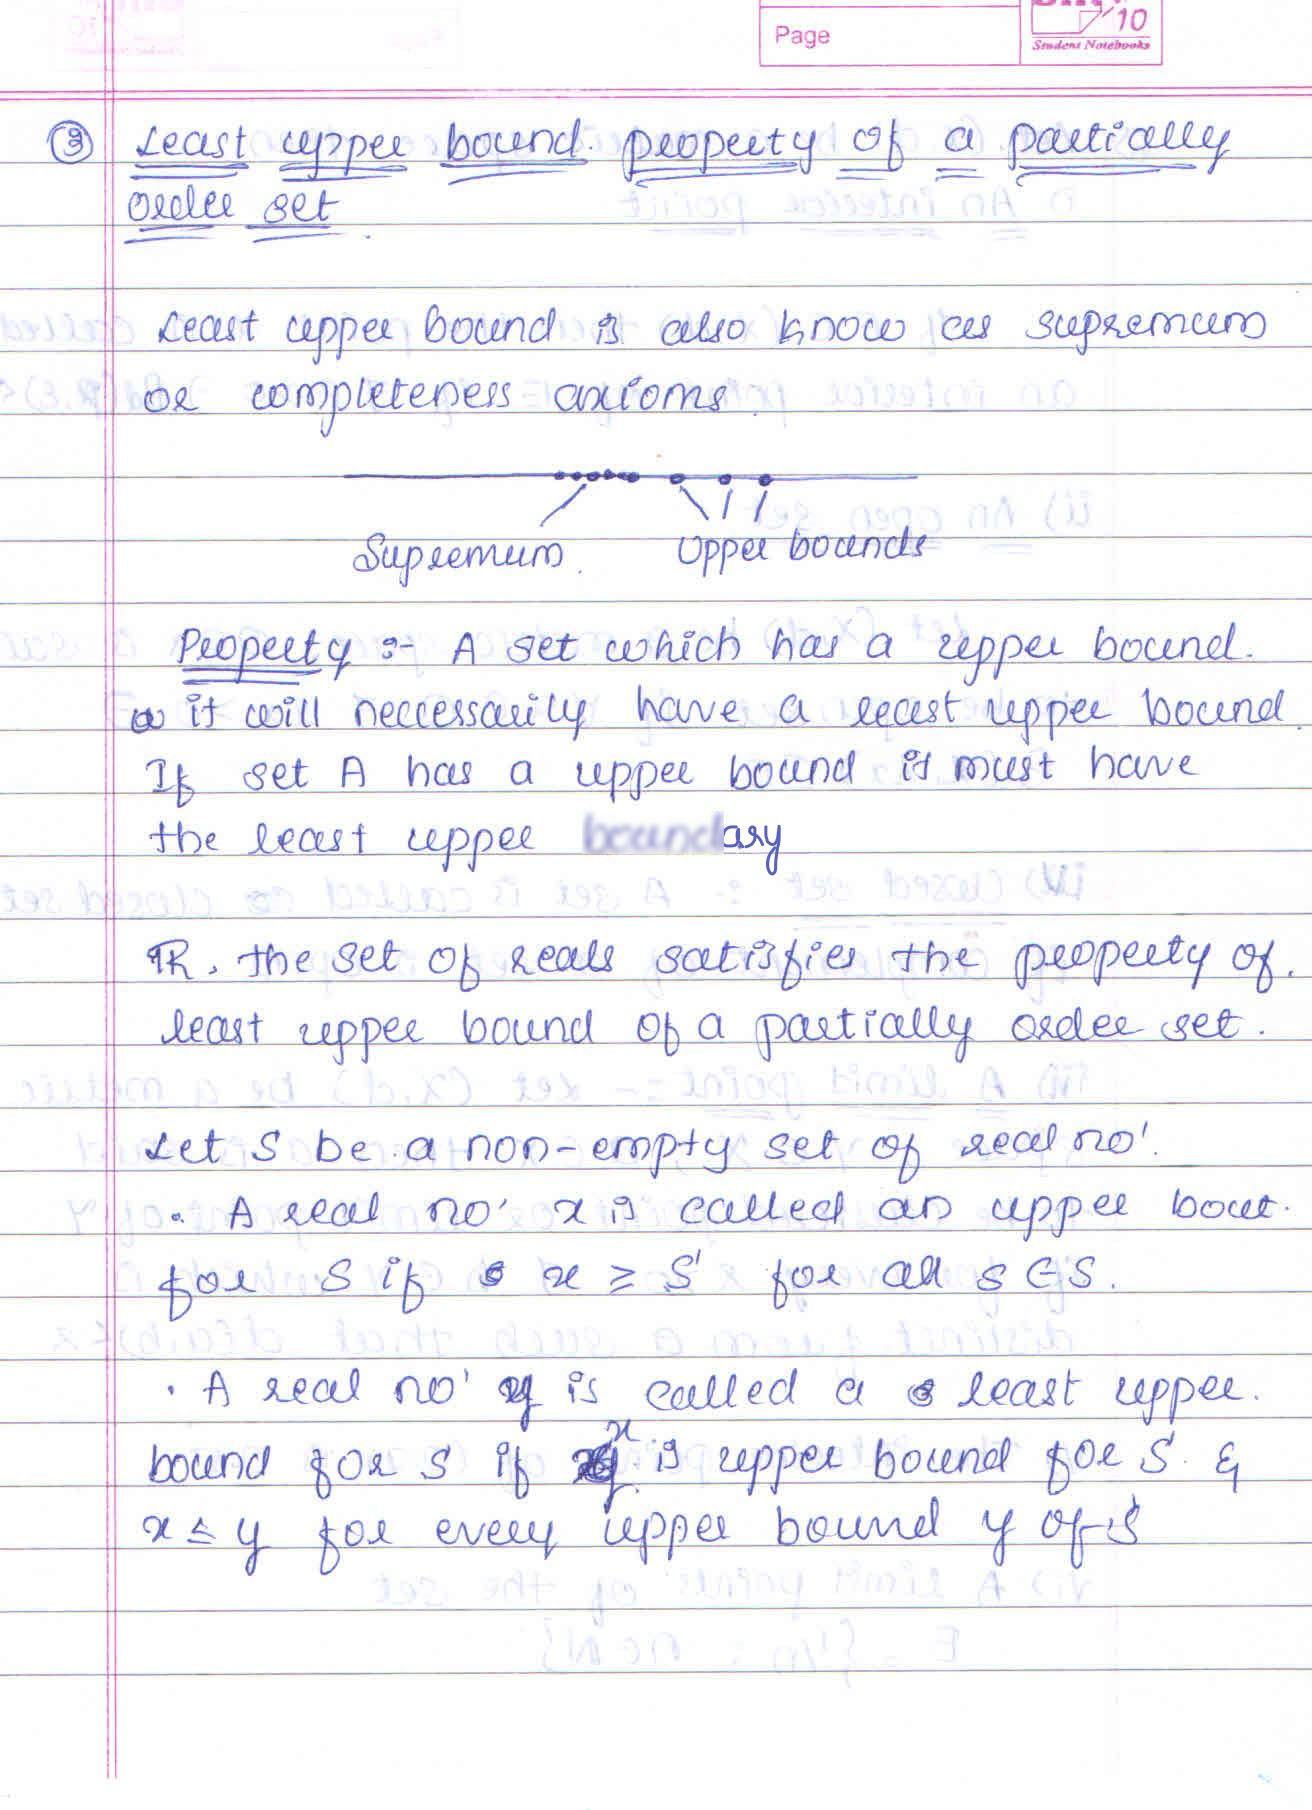 Page
10
Student Notebooks
③ Least upper bound property of a partially
order set
Least upper bound is also know as supremum
or completeness axioms.
Supremum. Upper bounds
Property :- A set which has a upper bound.
it will neccessarily have a least upper bound.
If set A has a upper bound it must have
the least upper ary
ℝ, the set of reals satisfies the property of.
least upper bound of a partially order set.
Let S be a non-empty set of real no'.
. A real no' x is called an upper bout.
for S if x ≥ S' for all s ∈ S.
. A real no' y is called a least upper.
bound for S if x is upper bound for S. &
x ≤ y for every upper bound y of S